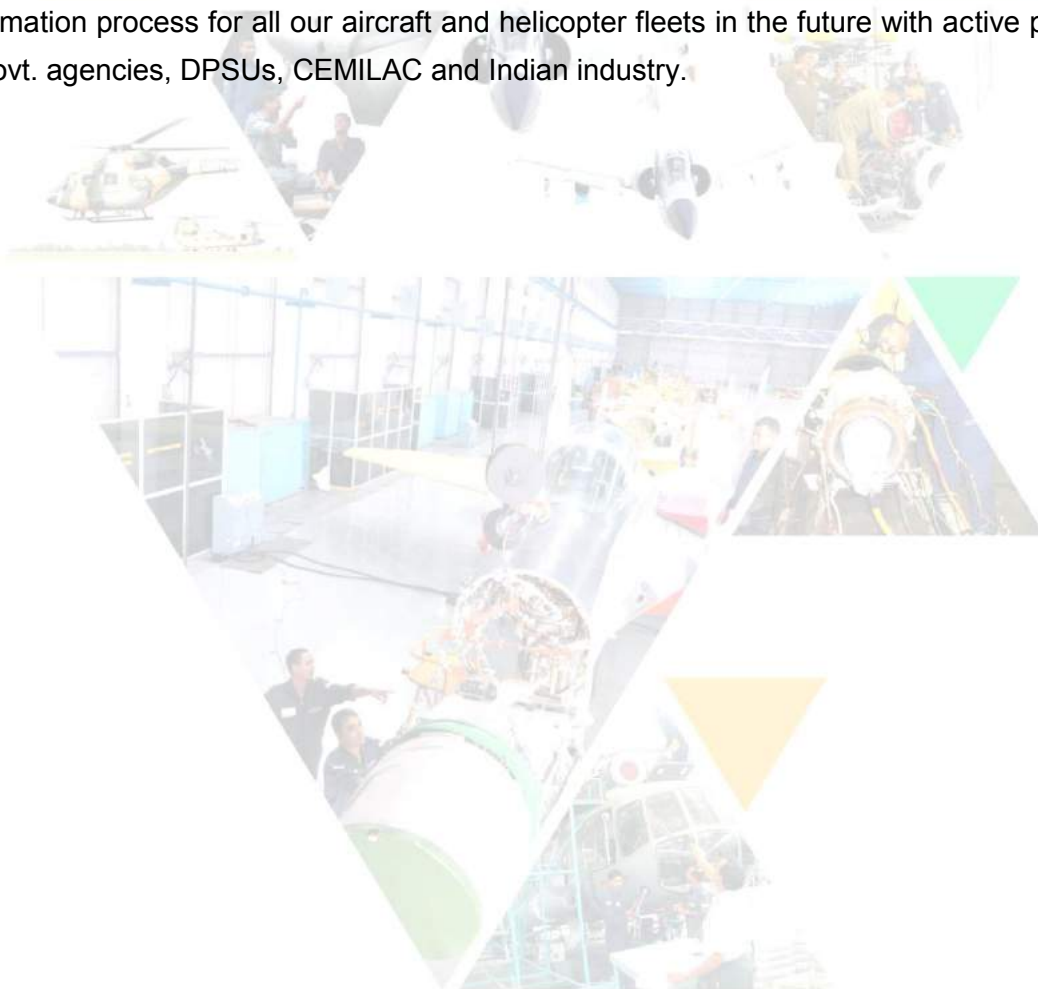 mation process for all our aircraft and helicopter fleets in the future with active p
ovt. agencies, DPSUs, CEMILAC and Indian industry.